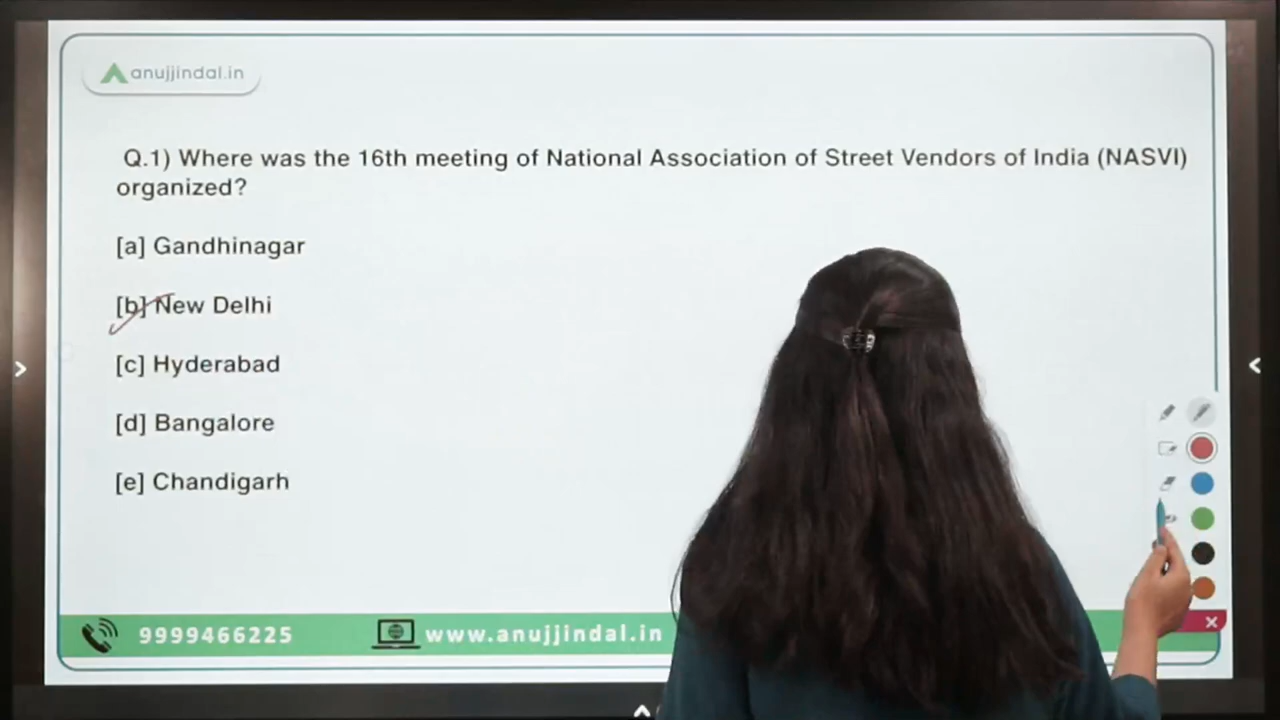 anujjindal.in
Q.1) Where was the 16th meeting of National Association of Street Vendors of India (NASVI)
organized?
[a] Gandhinagar
[b] New Delhi
[c] Hyderabad
[d] Bangalore
[e] Chandigarh
9999466225 www.anujjindal.in